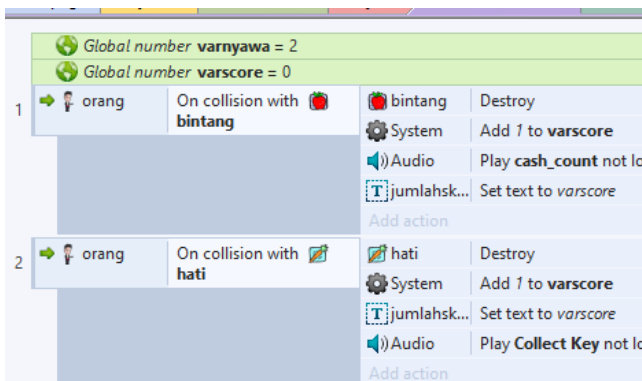 Global number varnyawa = 2
Global number varscore = 0
1
orang
On collision with bintang
bintang
Destroy
System
Add 1 to varscore
Audio
Play cash_count not lo
T jumlahsk...
Set text to varscore
Add action
2
orang
On collision with hati
hati
Destroy
System
Add 1 to varscore
T jumlahsk...
Set text to varscore
Audio
Play Collect Key not lo
Add action